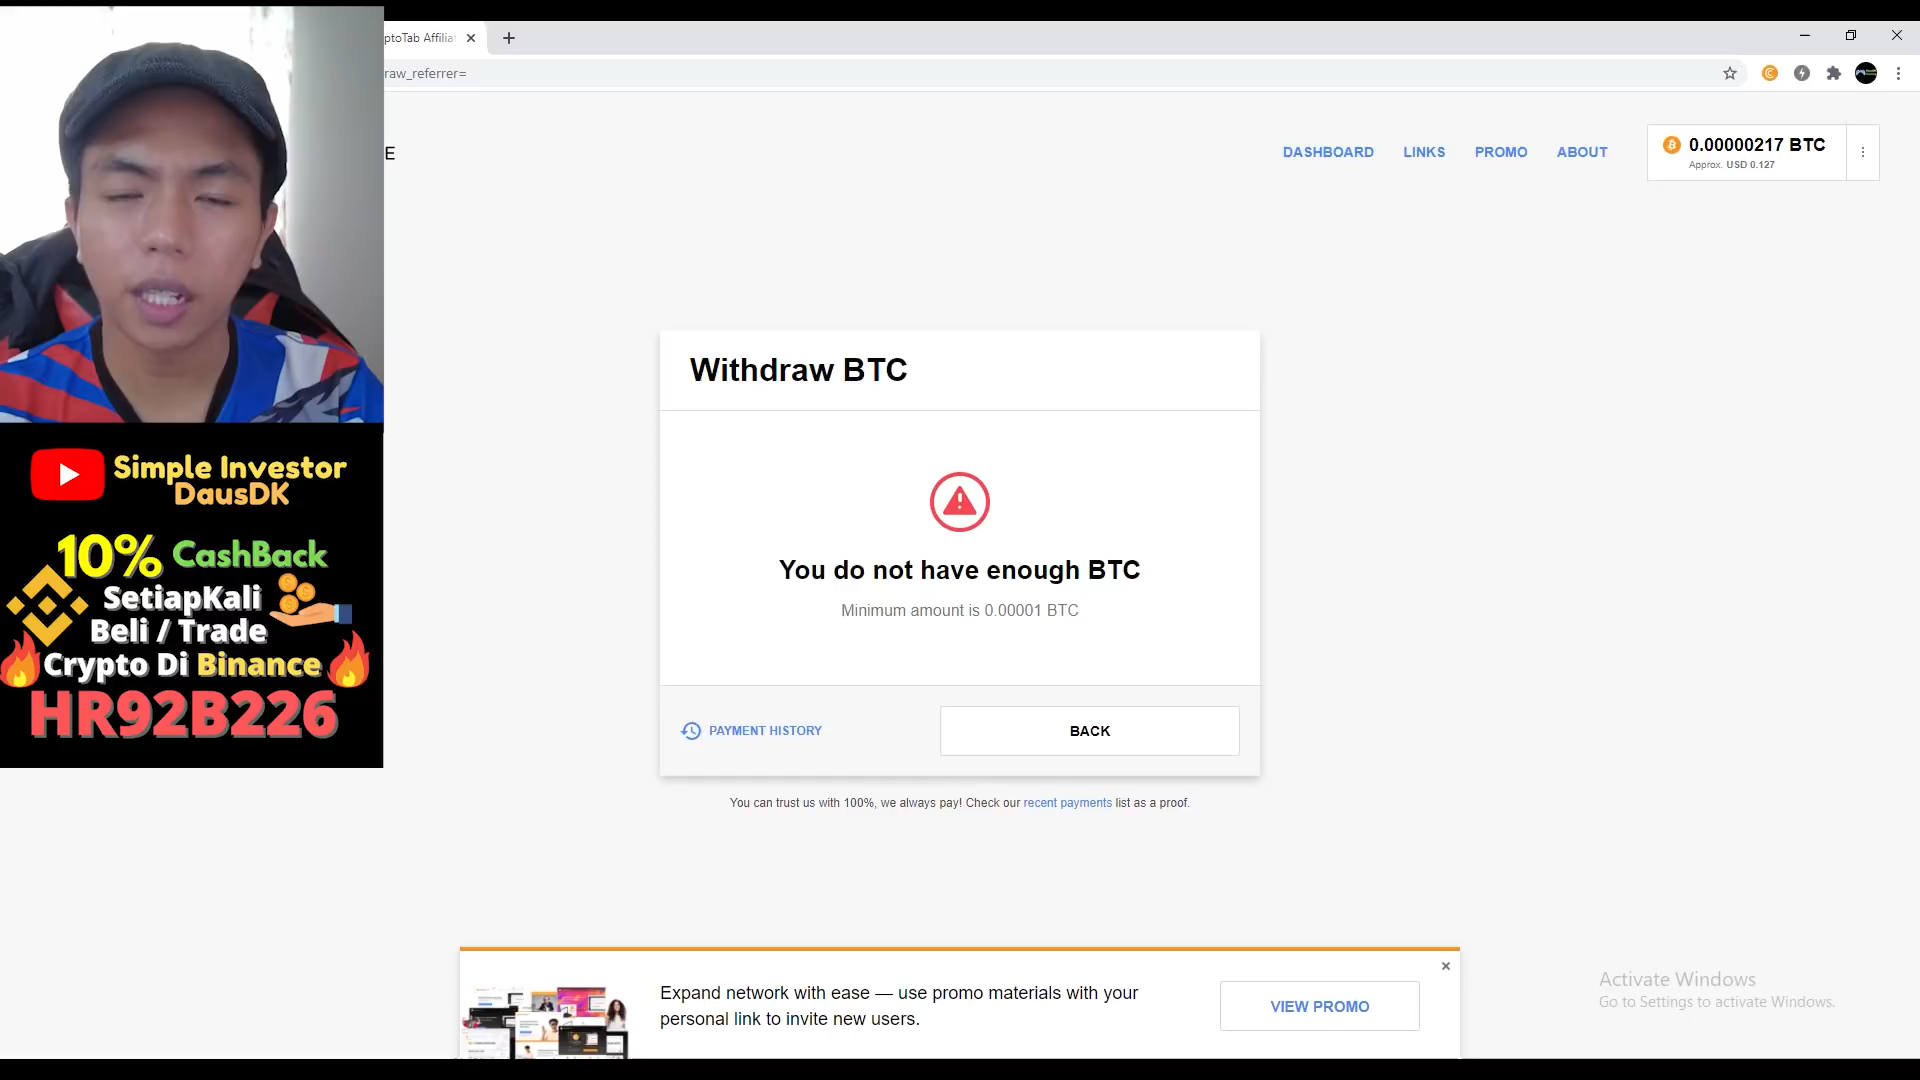 ptoTab Affilia
raw_referrer=
E
DASHBOARD
LINKS
PROMO
ABOUT
0.00000217 BTC
Approx. USD 0.127
Withdraw BTC
You do not have enough BTC
Minimum amount is 0.00001 BTC
PAYMENT HISTORY
BACK
You can trust us with 100%, we always pay! Check our recent payments list as a proof.
Expand network with ease — use promo materials with your
personal link to invite new users.
VIEW PROMO
Activate Windows
Go to Settings to activate Windows.
Simple Investor
DausDK
10% CashBack
SetiapKali
Beli / Trade
Crypto Di Binance
HR92B226